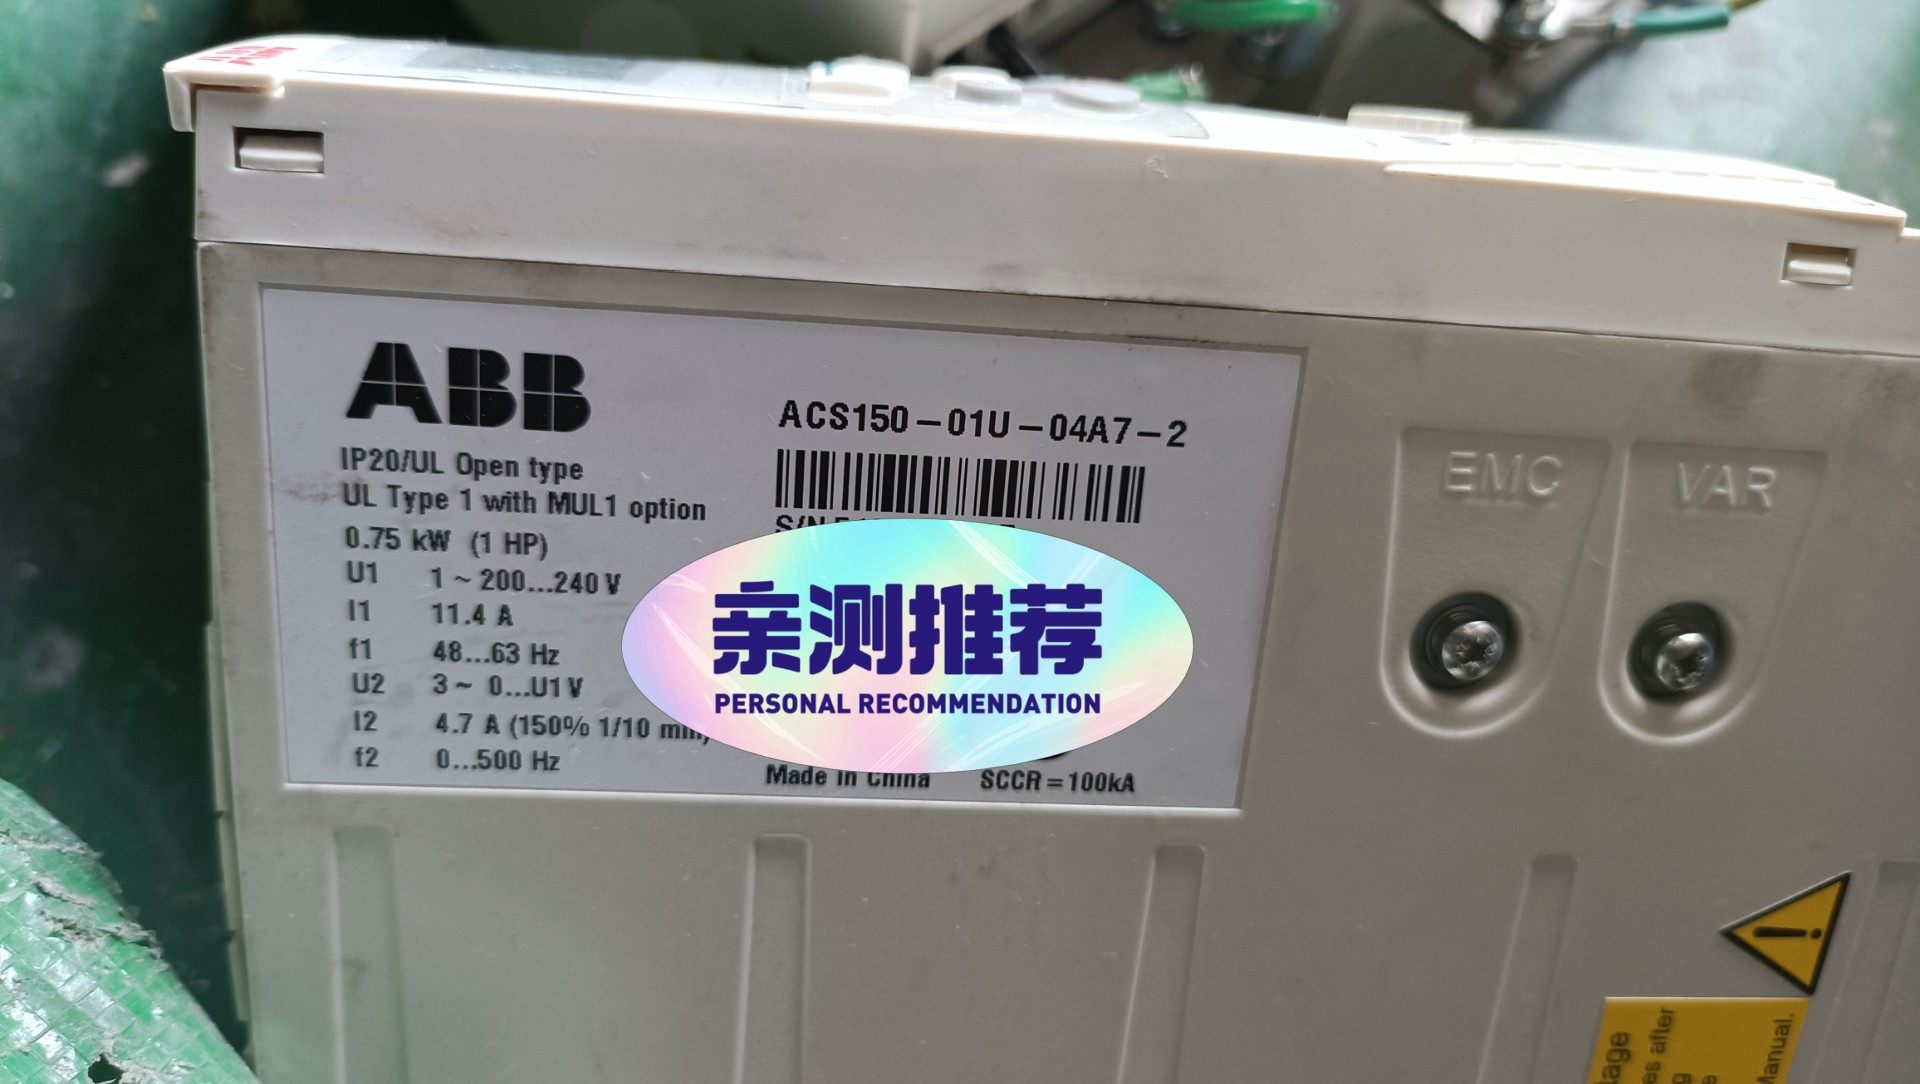 ABB
IP20/UL Open type
UL Type 1 with MUL1 option
0.75 kW (1 HP)
U1 1 ~ 200...240 V
I1 11.4 A
f1 48...63 Hz
U2 3 ~ 0...U1 V
I2 4.7 A (150% 1/10 min)
f2 0...500 Hz
ACS150-01U-04A7-2
S/N
亲测推荐
PERSONAL RECOMMENDATION
Made in China SCCR=100kA
EMC VAR
es after
Manual.